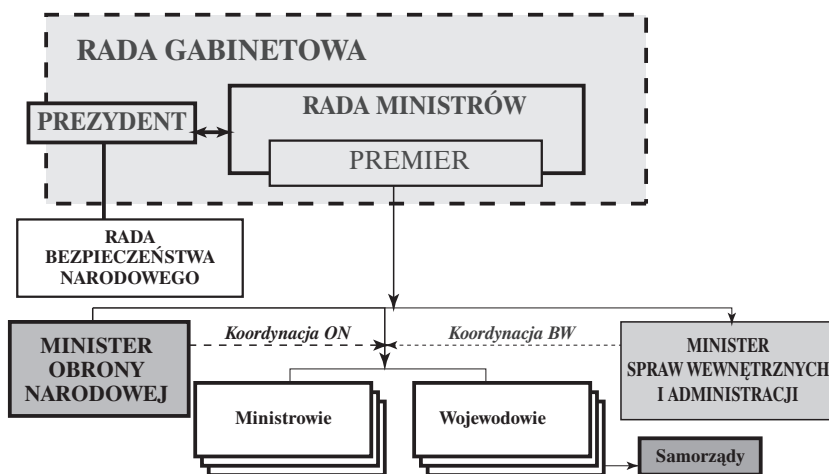 RADA GABINETOWA
RADA MINISTRÓW
PREZYDENT
PREMIER
RADA
BEZPIECZEŃSTWA
NARODOWEGO
Koordynacja ON
Koordynacja BW
MINISTER
OBRONY
NARODOWEJ
MINISTER
SPRAW WEWNĘTRZNYCH
I ADMINISTRACJI
Ministrowie
Wojewodowie
Samorządy